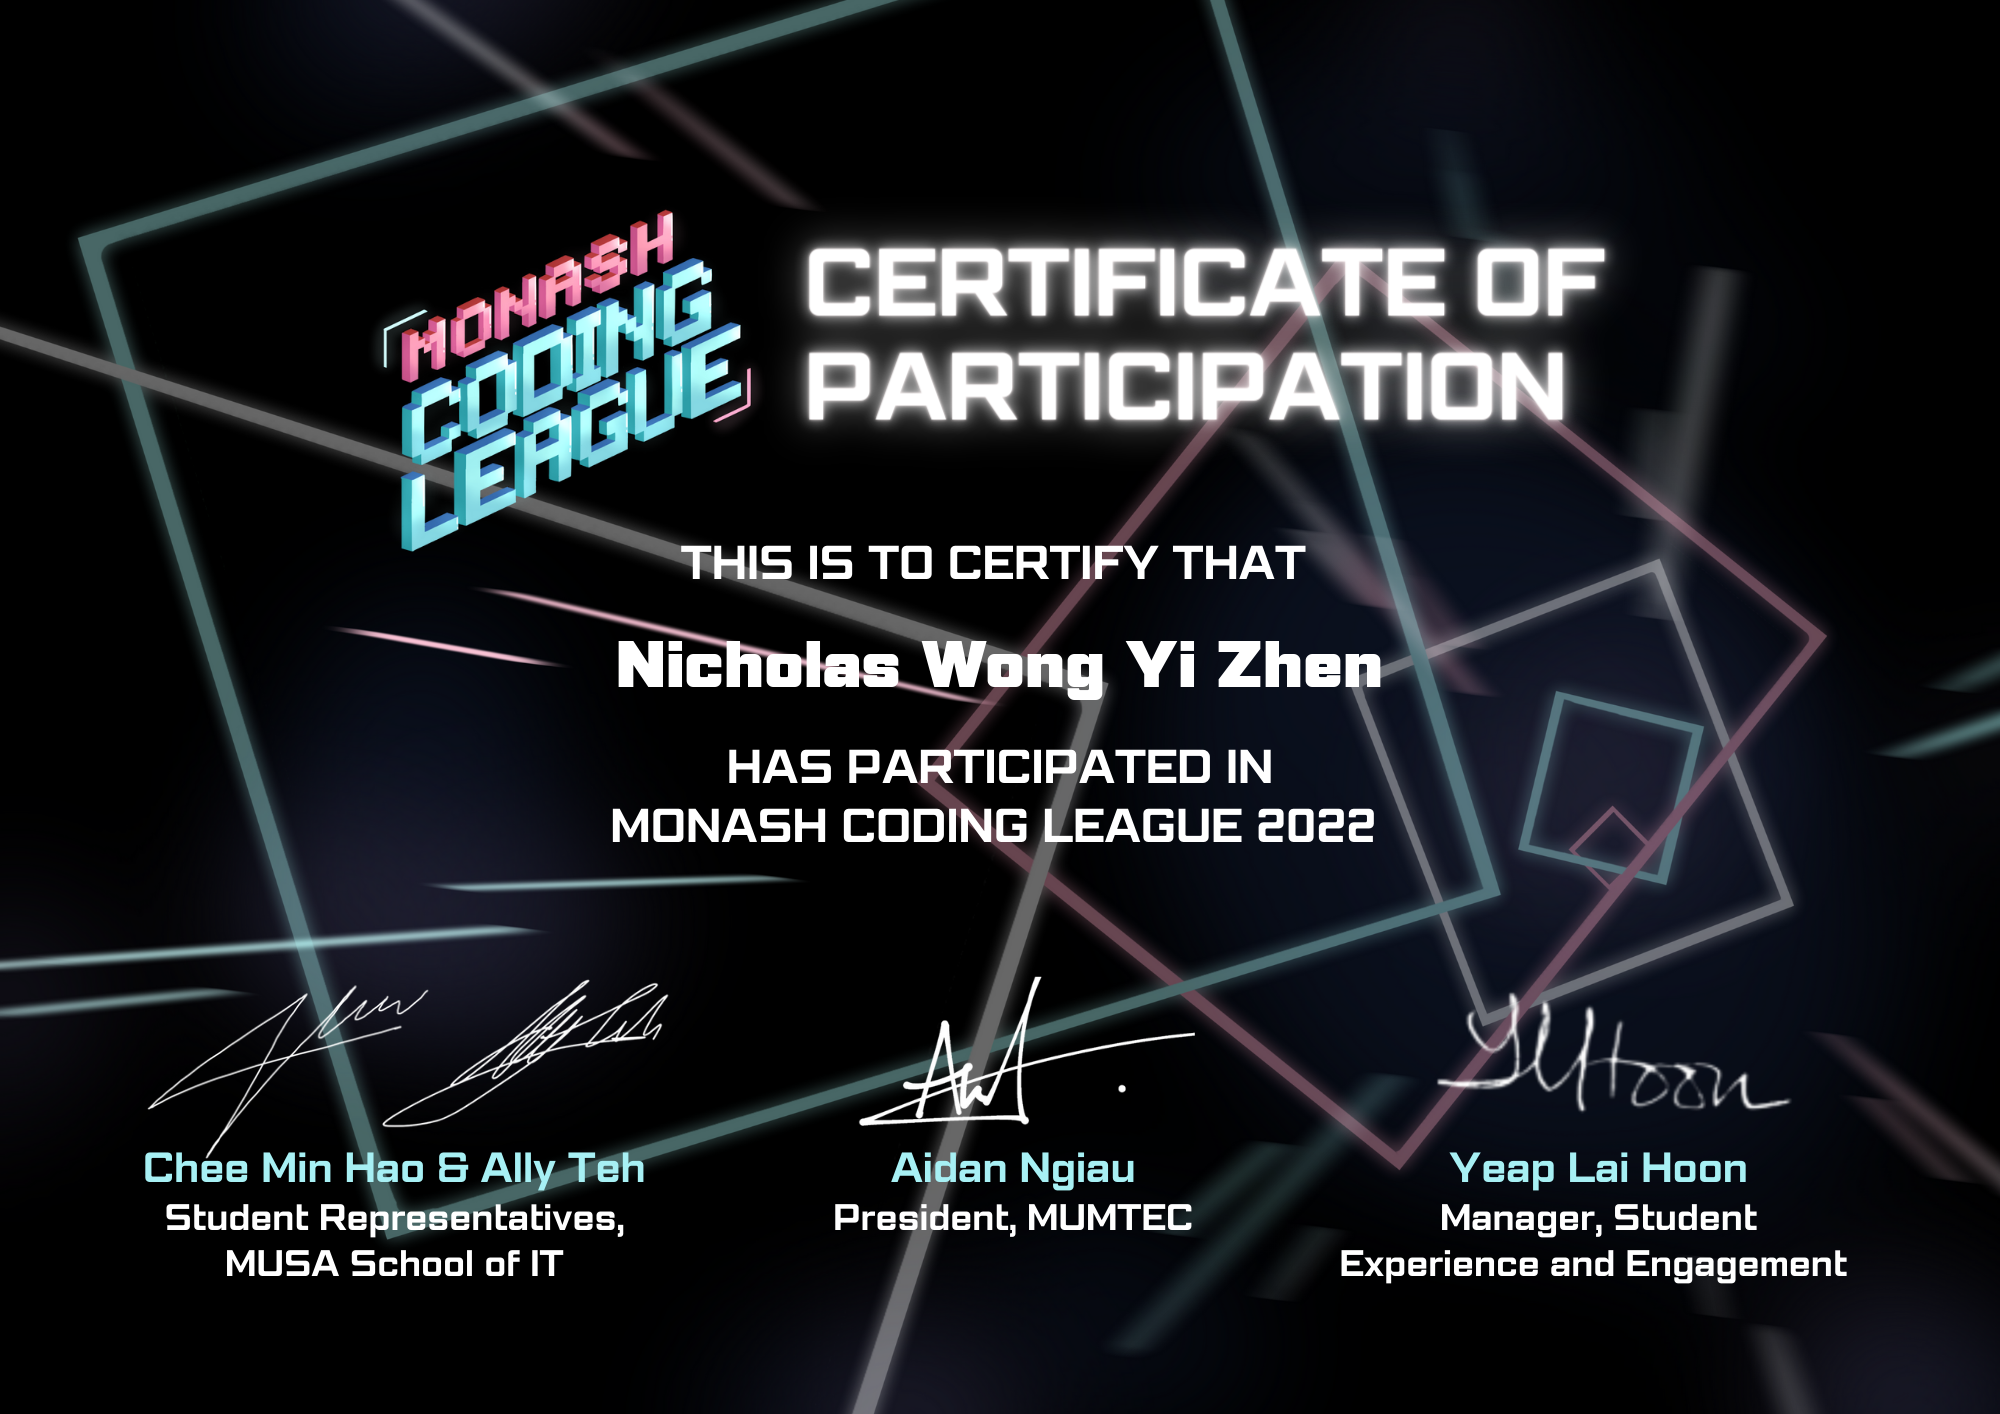 MONASH
CODING
LEAGUE
CERTIFICATE OF
PARTICIPATION
THIS IS TO CERTIFY THAT
Nicholas Wong Yi Zhen
HAS PARTICIPATED IN
MONASH CODING LEAGUE 2022
Chee Min Hao & Ally Teh
Student Representatives,
MUSA School of IT
Aidan Ngiau
President, MUMTEC
YLHoon
Yeap Lai Hoon
Manager, Student
Experience and Engagement